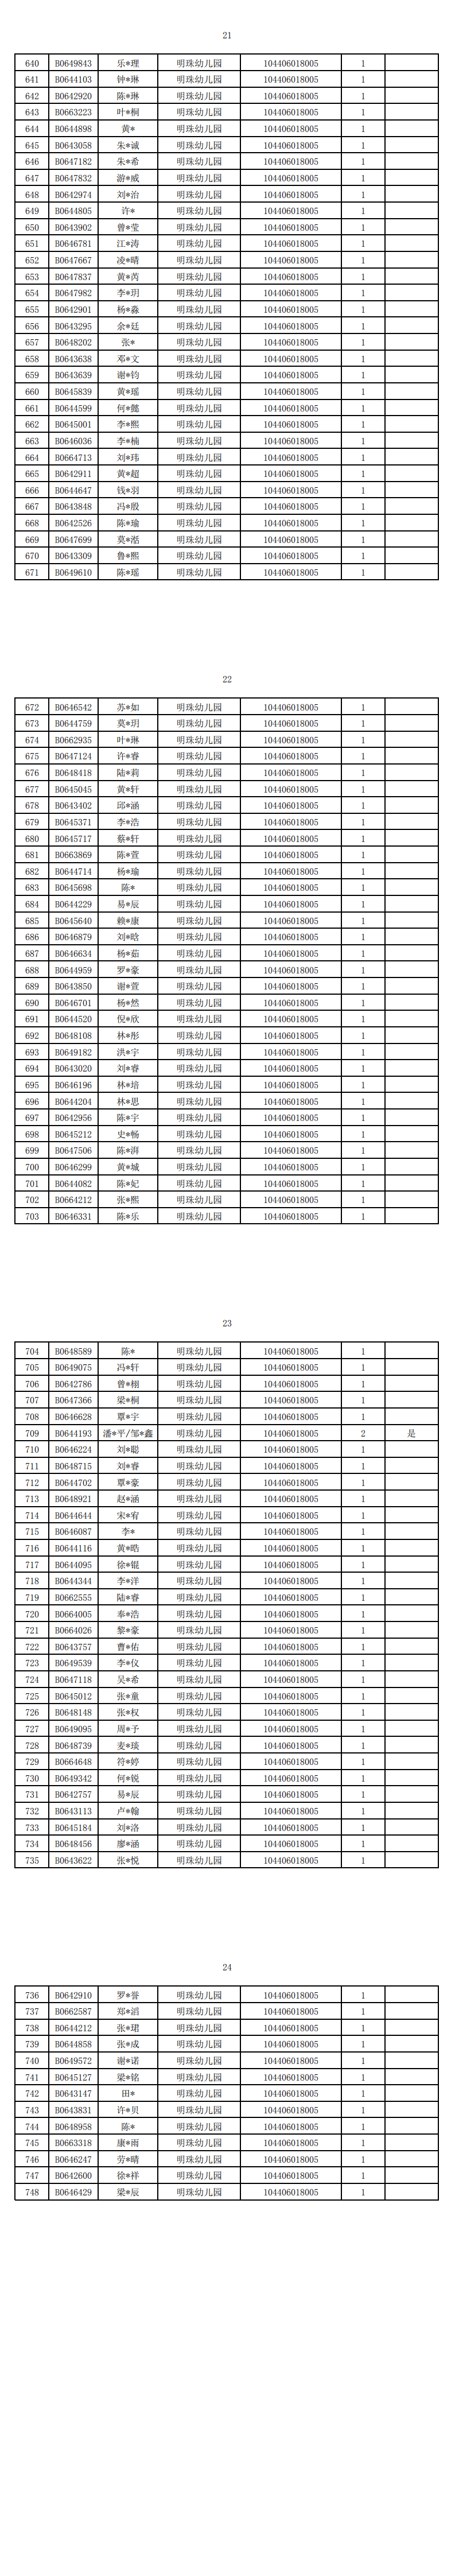 21
640 B0649843 乐*理 明珠幼儿园 104406018005 1
641 B0644103 钟*琳 明珠幼儿园 104406018005 1
642 B0642920 陈*琳 明珠幼儿园 104406018005 1
643 B0663223 叶*桐 明珠幼儿园 104406018005 1
644 B0644898 黄* 明珠幼儿园 104406018005 1
645 B0643058 朱*诚 明珠幼儿园 104406018005 1
646 B0647182 朱*希 明珠幼儿园 104406018005 1
647 B0647832 游*威 明珠幼儿园 104406018005 1
648 B0642974 刘*治 明珠幼儿园 104406018005 1
649 B0644805 许* 明珠幼儿园 104406018005 1
650 B0643902 曾*莹 明珠幼儿园 104406018005 1
651 B0646781 江*涛 明珠幼儿园 104406018005 1
652 B0647667 凌*晴 明珠幼儿园 104406018005 1
653 B0647837 黄*芮 明珠幼儿园 104406018005 1
654 B0647982 李*玥 明珠幼儿园 104406018005 1
655 B0642901 杨*淼 明珠幼儿园 104406018005 1
656 B0643295 余*廷 明珠幼儿园 104406018005 1
657 B0648202 张* 明珠幼儿园 104406018005 1
658 B0643638 邓*文 明珠幼儿园 104406018005 1
659 B0643639 谢*钧 明珠幼儿园 104406018005 1
660 B0645839 黄*瑶 明珠幼儿园 104406018005 1
661 B0644599 何*懿 明珠幼儿园 104406018005 1
662 B0645001 李*熙 明珠幼儿园 104406018005 1
663 B0646036 李*楠 明珠幼儿园 104406018005 1
664 B0664713 刘*玮 明珠幼儿园 104406018005 1
665 B0642911 黄*超 明珠幼儿园 104406018005 1
666 B0644647 钱*羽 明珠幼儿园 104406018005 1
667 B0643848 冯*殷 明珠幼儿园 104406018005 1
668 B0642526 陈*瑜 明珠幼儿园 104406018005 1
669 B0647699 莫*湉 明珠幼儿园 104406018005 1
670 B0643309 鲁*熙 明珠幼儿园 104406018005 1
671 B0649610 陈*瑶 明珠幼儿园 104406018005 1
22
672 B0646542 苏*如 明珠幼儿园 104406018005 1
673 B0644759 莫*玥 明珠幼儿园 104406018005 1
674 B0662935 叶*琳 明珠幼儿园 104406018005 1
675 B0647124 许*睿 明珠幼儿园 104406018005 1
676 B0648418 陆*莉 明珠幼儿园 104406018005 1
677 B0645045 黄*轩 明珠幼儿园 104406018005 1
678 B0643402 邱*涵 明珠幼儿园 104406018005 1
679 B0645371 李*浩 明珠幼儿园 104406018005 1
680 B0645717 蔡*轩 明珠幼儿园 104406018005 1
681 B0663869 陈*萱 明珠幼儿园 104406018005 1
682 B0644714 杨*瑜 明珠幼儿园 104406018005 1
683 B0645698 陈* 明珠幼儿园 104406018005 1
684 B0644229 易*辰 明珠幼儿园 104406018005 1
685 B0645640 赖*康 明珠幼儿园 104406018005 1
686 B0646879 刘*晗 明珠幼儿园 104406018005 1
687 B0646634 杨*茹 明珠幼儿园 104406018005 1
688 B0644959 罗*豪 明珠幼儿园 104406018005 1
689 B0643850 谢*萱 明珠幼儿园 104406018005 1
690 B0646701 杨*然 明珠幼儿园 104406018005 1
691 B0644520 倪*欣 明珠幼儿园 104406018005 1
692 B0648108 林*彤 明珠幼儿园 104406018005 1
693 B0649182 洪*宇 明珠幼儿园 104406018005 1
694 B0643020 刘*睿 明珠幼儿园 104406018005 1
695 B0646196 林*培 明珠幼儿园 104406018005 1
696 B0644204 林*思 明珠幼儿园 104406018005 1
697 B0642956 陈*宇 明珠幼儿园 104406018005 1
698 B0645212 史*畅 明珠幼儿园 104406018005 1
699 B0647506 陈*湃 明珠幼儿园 104406018005 1
700 B0646299 黄*城 明珠幼儿园 104406018005 1
701 B0644082 陈*妃 明珠幼儿园 104406018005 1
702 B0664212 张*熙 明珠幼儿园 104406018005 1
703 B0646331 陈*乐 明珠幼儿园 104406018005 1
23
704 B0648589 陈* 明珠幼儿园 104406018005 1
705 B0649075 冯*轩 明珠幼儿园 104406018005 1
706 B0642786 曾*栩 明珠幼儿园 104406018005 1
707 B0647366 梁*桐 明珠幼儿园 104406018005 1
708 B0646628 覃*宇 明珠幼儿园 104406018005 1
709 B0644193 潘*平/邹*鑫 明珠幼儿园 104406018005 2 是
710 B0646224 刘*聪 明珠幼儿园 104406018005 1
711 B0648715 刘*睿 明珠幼儿园 104406018005 1
712 B0644702 覃*豪 明珠幼儿园 104406018005 1
713 B0648921 赵*涵 明珠幼儿园 104406018005 1
714 B0644644 宋*宥 明珠幼儿园 104406018005 1
715 B0646087 李* 明珠幼儿园 104406018005 1
716 B0644116 黄*晧 明珠幼儿园 104406018005 1
717 B0644095 徐*锟 明珠幼儿园 104406018005 1
718 B0644344 李*洋 明珠幼儿园 104406018005 1
719 B0662555 陆*睿 明珠幼儿园 104406018005 1
720 B0664005 奉*浩 明珠幼儿园 104406018005 1
721 B0664026 黎*豪 明珠幼儿园 104406018005 1
722 B0643757 曹*佑 明珠幼儿园 104406018005 1
723 B0649539 李*仪 明珠幼儿园 104406018005 1
724 B0647118 吴*希 明珠幼儿园 104406018005 1
725 B0645012 张*童 明珠幼儿园 104406018005 1
726 B0648148 张*权 明珠幼儿园 104406018005 1
727 B0649095 周*予 明珠幼儿园 104406018005 1
728 B0648739 麦*琰 明珠幼儿园 104406018005 1
729 B0664648 符*婷 明珠幼儿园 104406018005 1
730 B0649342 何*锐 明珠幼儿园 104406018005 1
731 B0642757 易*辰 明珠幼儿园 104406018005 1
732 B0643113 卢*翰 明珠幼儿园 104406018005 1
733 B0645184 刘*洛 明珠幼儿园 104406018005 1
734 B0648456 廖*涵 明珠幼儿园 104406018005 1
735 B0643622 张*悦 明珠幼儿园 104406018005 1
24
736 B0642910 罗*誉 明珠幼儿园 104406018005 1
737 B0662587 郑*滔 明珠幼儿园 104406018005 1
738 B0644212 张*珺 明珠幼儿园 104406018005 1
739 B0644858 张*成 明珠幼儿园 104406018005 1
740 B0649572 谢*诺 明珠幼儿园 104406018005 1
741 B0645127 梁*铭 明珠幼儿园 104406018005 1
742 B0643147 田* 明珠幼儿园 104406018005 1
743 B0643831 许*贝 明珠幼儿园 104406018005 1
744 B0648958 陈* 明珠幼儿园 104406018005 1
745 B0663318 康*雨 明珠幼儿园 104406018005 1
746 B0646247 劳*晴 明珠幼儿园 104406018005 1
747 B0642600 徐*祥 明珠幼儿园 104406018005 1
748 B0646429 梁*辰 明珠幼儿园 104406018005 1